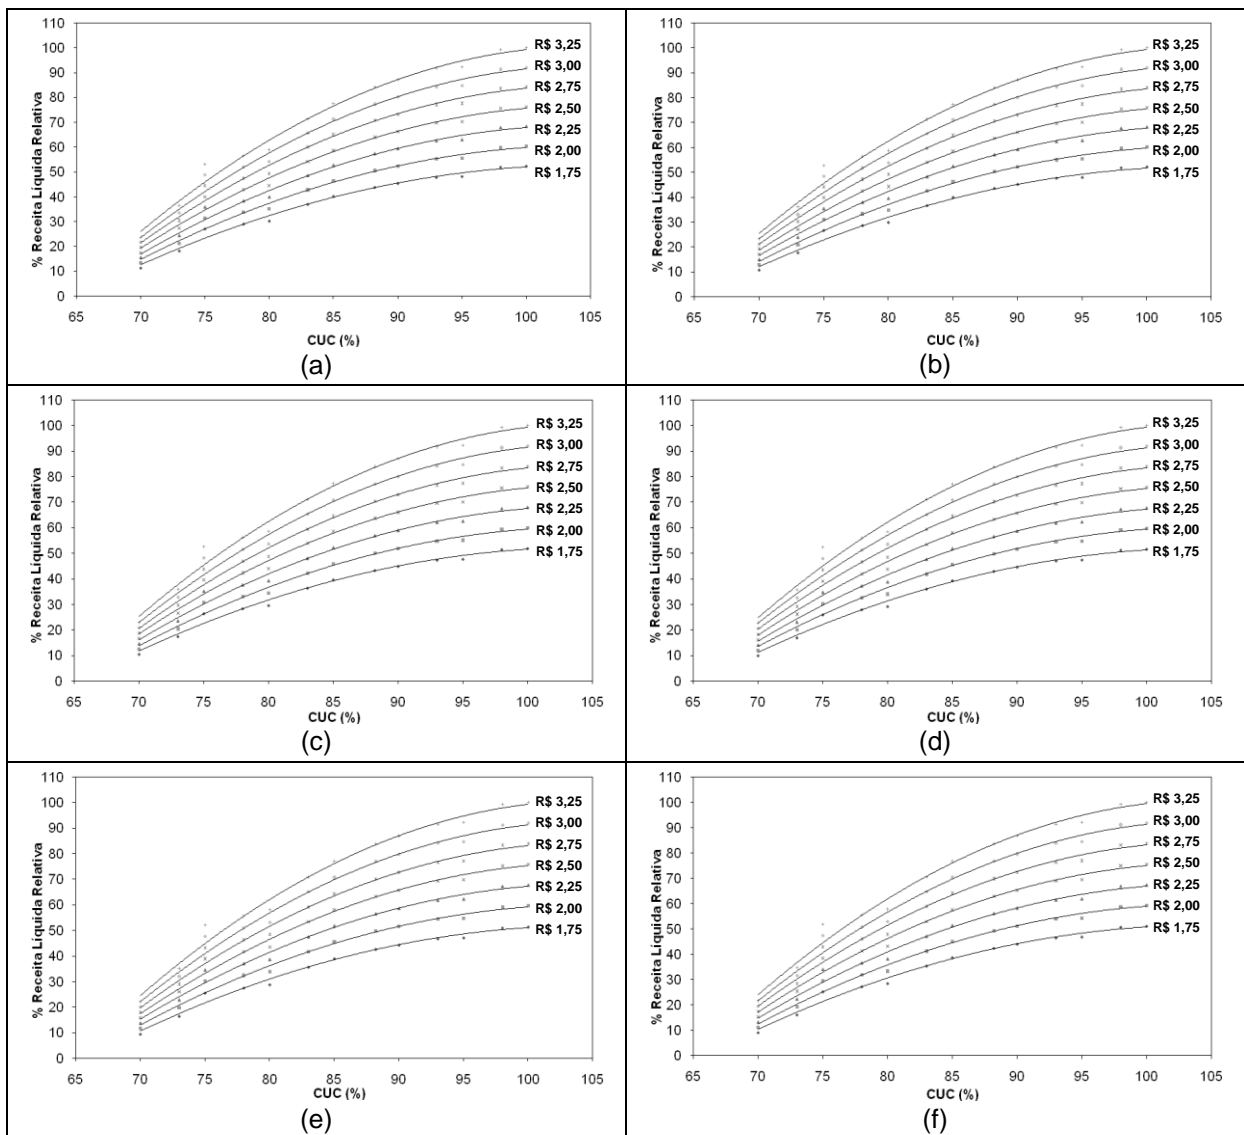 110
100
90
80
70
60
50
40
30
20
10
0
% Receita Líquida Relativa
R$ 3,25
R$ 3,00
R$ 2,75
R$ 2,50
R$ 2,25
R$ 2,00
R$ 1,75
65 70 75 80 85 90 95 100 105
CUC (%)
(a)
110
100
90
80
70
60
50
40
30
20
10
0
% Receita Líquida Relativa
R$ 3,25
R$ 3,00
R$ 2,75
R$ 2,50
R$ 2,25
R$ 2,00
R$ 1,75
65 70 75 80 85 90 95 100 105
CUC (%)
(b)
110
100
90
80
70
60
50
40
30
20
10
0
% Receita Líquida Relativa
R$ 3,25
R$ 3,00
R$ 2,75
R$ 2,50
R$ 2,25
R$ 2,00
R$ 1,75
65 70 75 80 85 90 95 100 105
CUC (%)
(c)
110
100
90
80
70
60
50
40
30
20
10
0
% Receita Líquida Relativa
R$ 3,25
R$ 3,00
R$ 2,75
R$ 2,50
R$ 2,25
R$ 2,00
R$ 1,75
65 70 75 80 85 90 95 100 105
CUC (%)
(d)
110
100
90
80
70
60
50
40
30
20
10
0
% Receita Líquida Relativa
R$ 3,25
R$ 3,00
R$ 2,75
R$ 2,50
R$ 2,25
R$ 2,00
R$ 1,75
65 70 75 80 85 90 95 100 105
CUC (%)
(e)
110
100
90
80
70
60
50
40
30
20
10
0
% Receita Líquida Relativa
R$ 3,25
R$ 3,00
R$ 2,75
R$ 2,50
R$ 2,25
R$ 2,00
R$ 1,75
65 70 75 80 85 90 95 100 105
CUC (%)
(f)